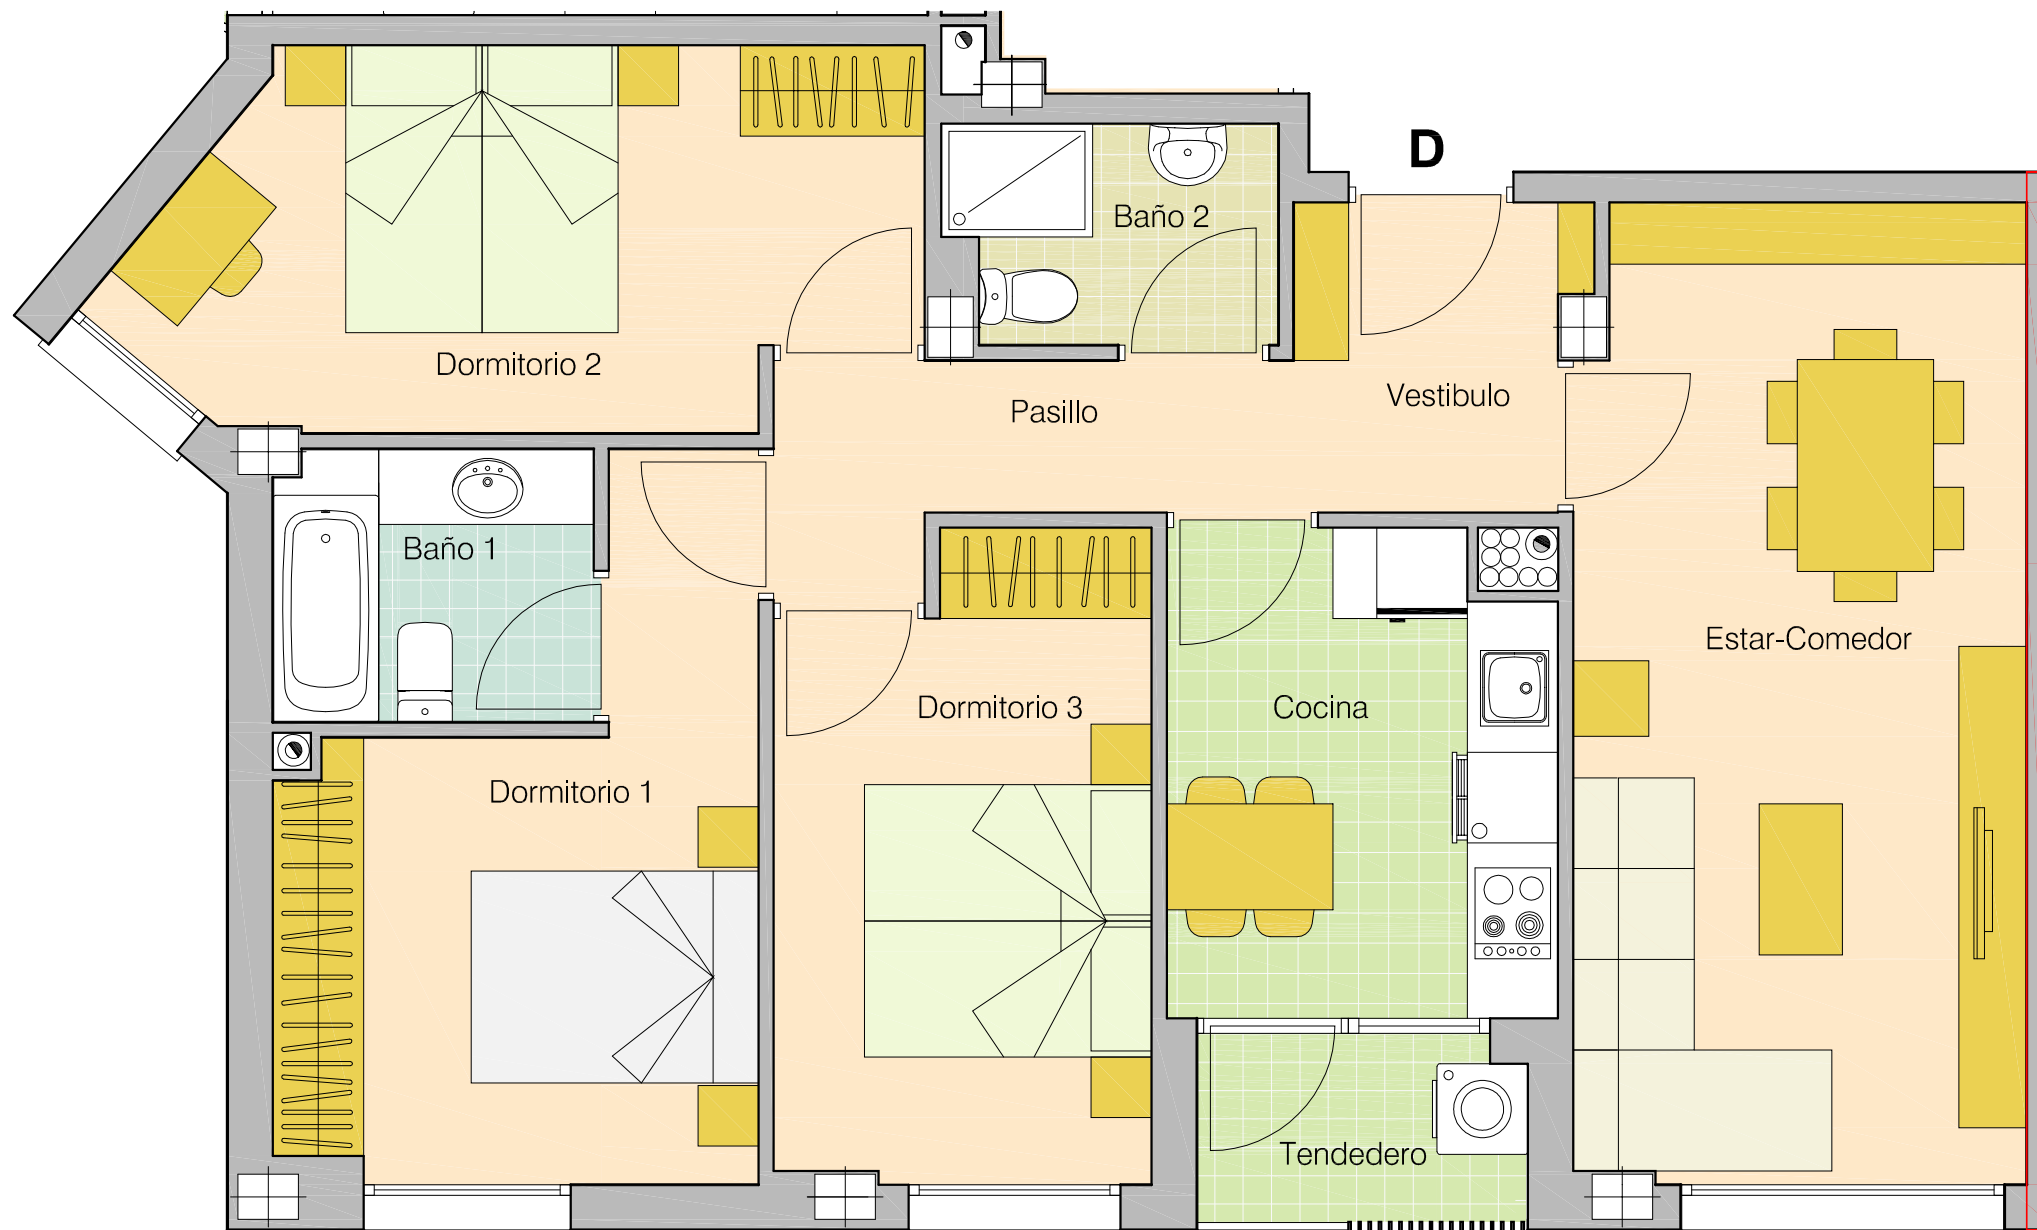 D
Baño 2
Dormitorio 2
Pasillo
Vestibulo
Baño 1
Estar-Comedor
Dormitorio 3
Cocina
Dormitorio 1
Tendedero